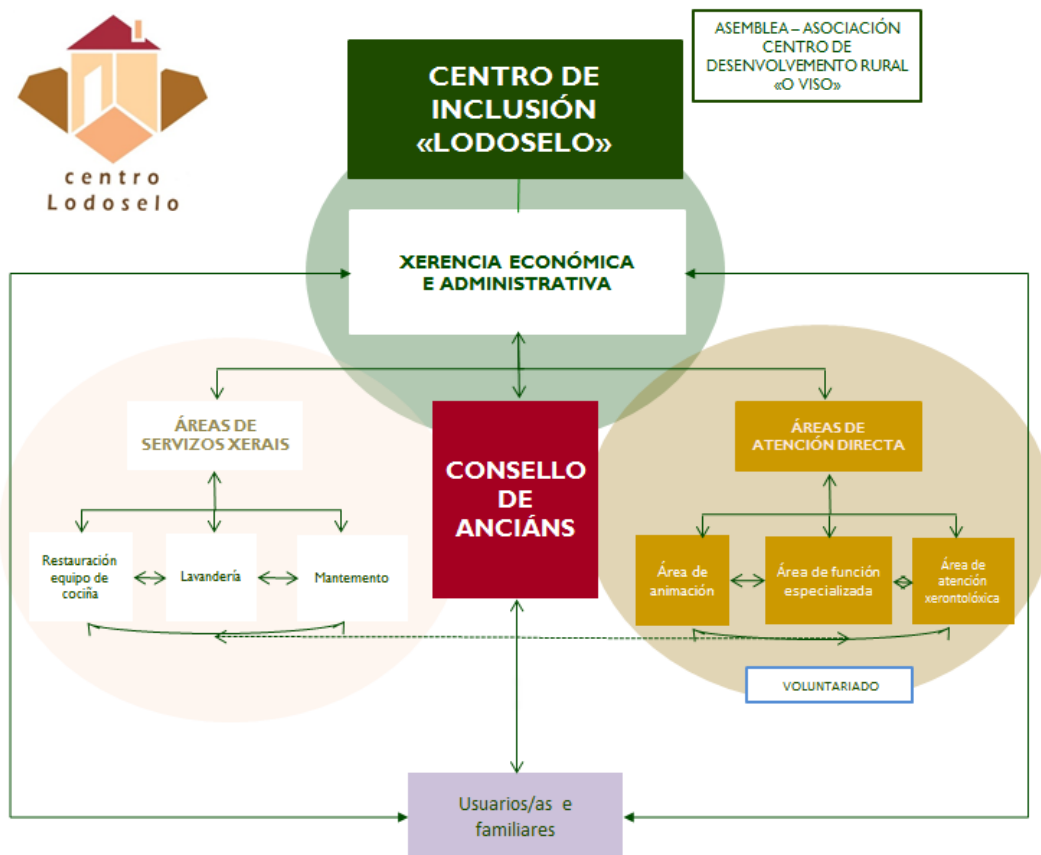 centro
Lodoselo
CENTRO DE
INCLUSIÓN
«LODOSELO»
ASEMBLEA – ASOCIACIÓN
CENTRO DE
DESENVOLVEMENTO RURAL
«O VISO»
XERENCIA ECONÓMICA
E ADMINISTRATIVA
ÁREAS DE
SERVIZOS XERAIS
CONSELLO
DE
ANCIÁNS
ÁREAS DE
ATENCIÓN DIRECTA
Restauración
equipo de
cociña
Lavandería
Mantemento
Área de
animación
Área de función
especializada
Área de
atención
xerontolóxica
VOLUNTARIADO
Usuarios/as e
familiares